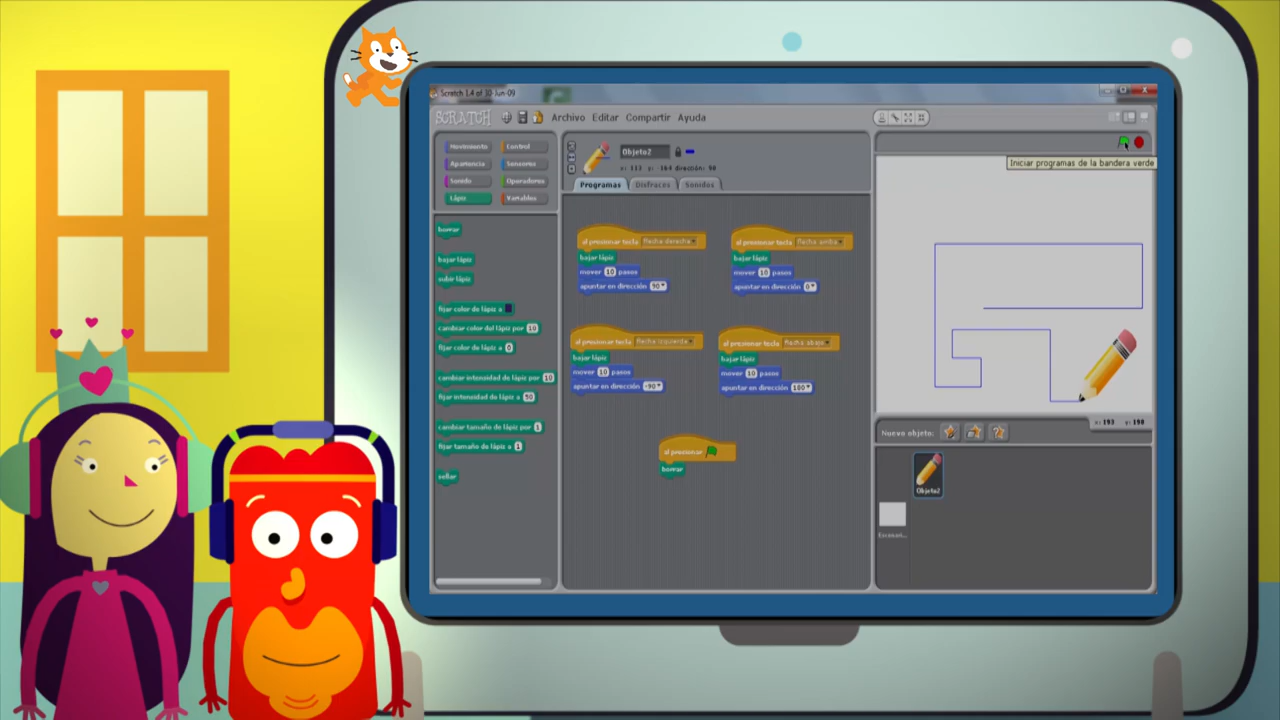 Scratch 1.4 of 30-Jun-09
SCRATCH Archivo Editar Compartir Ayuda
Movimiento Control
Apariencia Sensores
Sonido Operadores
Lápiz Variables
borrar
bajar lápiz
subir lápiz
fijar color de lápiz a
cambiar color del lápiz por 10
fijar color de lápiz a 0
cambiar intensidad de lápiz por 10
fijar intensidad de lápiz a 50
cambiar tamaño de lápiz por 1
fijar tamaño de lápiz a 1
sellar
Objeto2
x: 113 y: -164 dirección: 90
Programas Disfraces Sonidos
al presionar tecla flecha derecha
bajar lápiz
mover 10 pasos
apuntar en dirección 90
al presionar tecla flecha arriba
bajar lápiz
mover 10 pasos
apuntar en dirección 0
al presionar tecla flecha izquierda
bajar lápiz
mover 10 pasos
apuntar en dirección -90
al presionar tecla flecha abajo
bajar lápiz
mover 10 pasos
apuntar en dirección 180
al presionar
borrar
Iniciar programas de la bandera verde
x: 193 y: 198
Nuevo objeto:
Objeto2
Escenari...